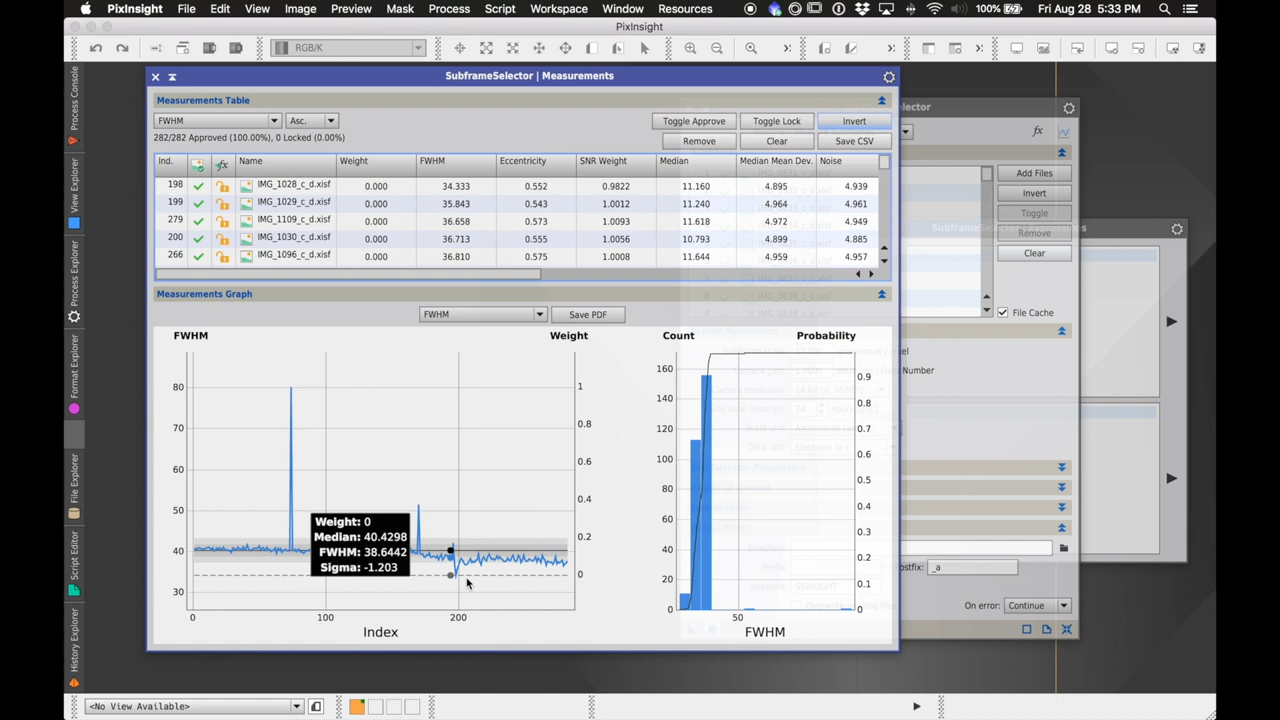 PixInsight File Edit View Image Preview Mask Process Script Workspace Window Resources 100% Fri Aug 28 5:33 PM
PixInsight
RGB/K
Process Console
View Explorer
Process Explorer
Format Explorer
File Explorer
Script Editor
History Explorer
SubframeSelector | Measurements
Measurements Table
FWHM Asc. Toggle Approve Toggle Lock Invert
282/282 Approved (100.00%), 0 Locked (0.00%) Remove Clear Save CSV
Ind. fx Name Weight FWHM Eccentricity SNR Weight Median Median Mean Dev. Noise
198 IMG_1028_c_d.xisf 0.000 34.333 0.552 0.9822 11.160 4.895 4.939
199 IMG_1029_c_d.xisf 0.000 35.843 0.543 1.0012 11.240 4.964 4.961
279 IMG_1109_c_d.xisf 0.000 36.658 0.573 1.0093 11.618 4.972 4.949
200 IMG_1030_c_d.xisf 0.000 36.713 0.555 1.0056 10.793 4.899 4.885
266 IMG_1096_c_d.xisf 0.000 36.810 0.575 1.0008 11.644 4.959 4.957
Measurements Graph
FWHM Save PDF
FWHM Weight Count Probability
80
70
60
50
40
30
1
0.8
0.6
0.4
0.2
0
0 100 200
Index
Weight: 0
Median: 40.4298
FWHM: 38.6442
Sigma: -1.203
160
140
120
100
80
60
40
20
0
0.9
0.8
0.7
0.6
0.5
0.4
0.3
0.2
0.1
0
50
FWHM
fx
Add Files
Invert
Toggle
Remove
Clear
File Cache
Data Number
_a
On error: Continue
<No View Available>